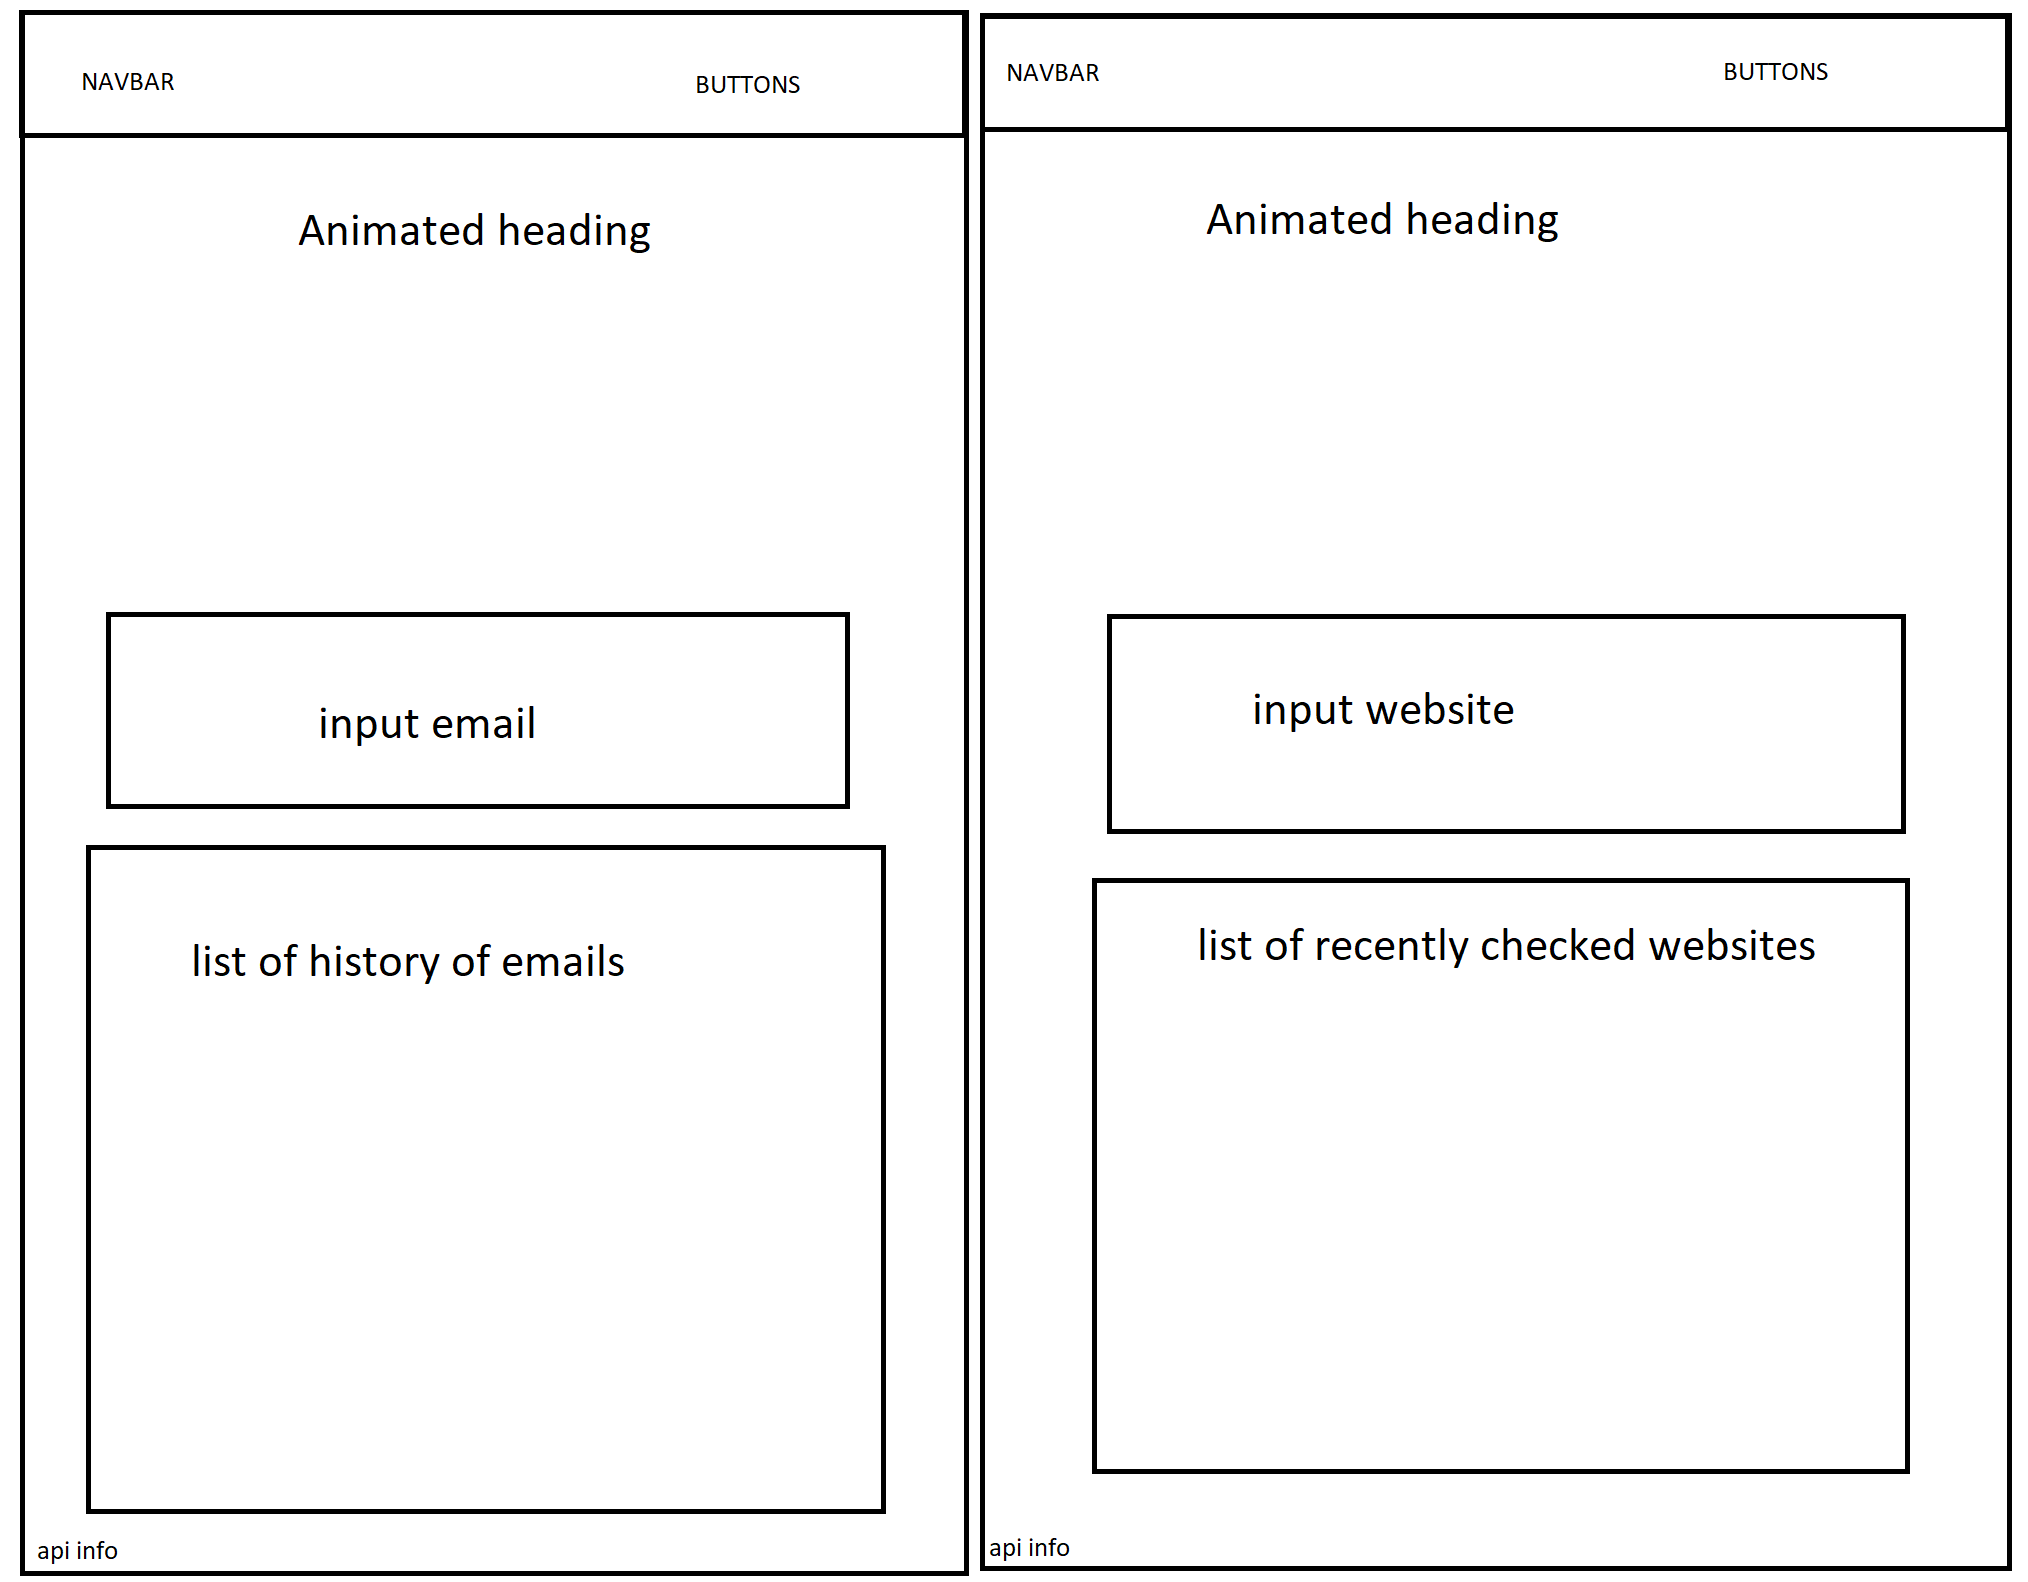 NAVBAR
BUTTONS
Animated heading
input email
list of history of emails
api info
NAVBAR
BUTTONS
Animated heading
input website
list of recently checked websites
api info